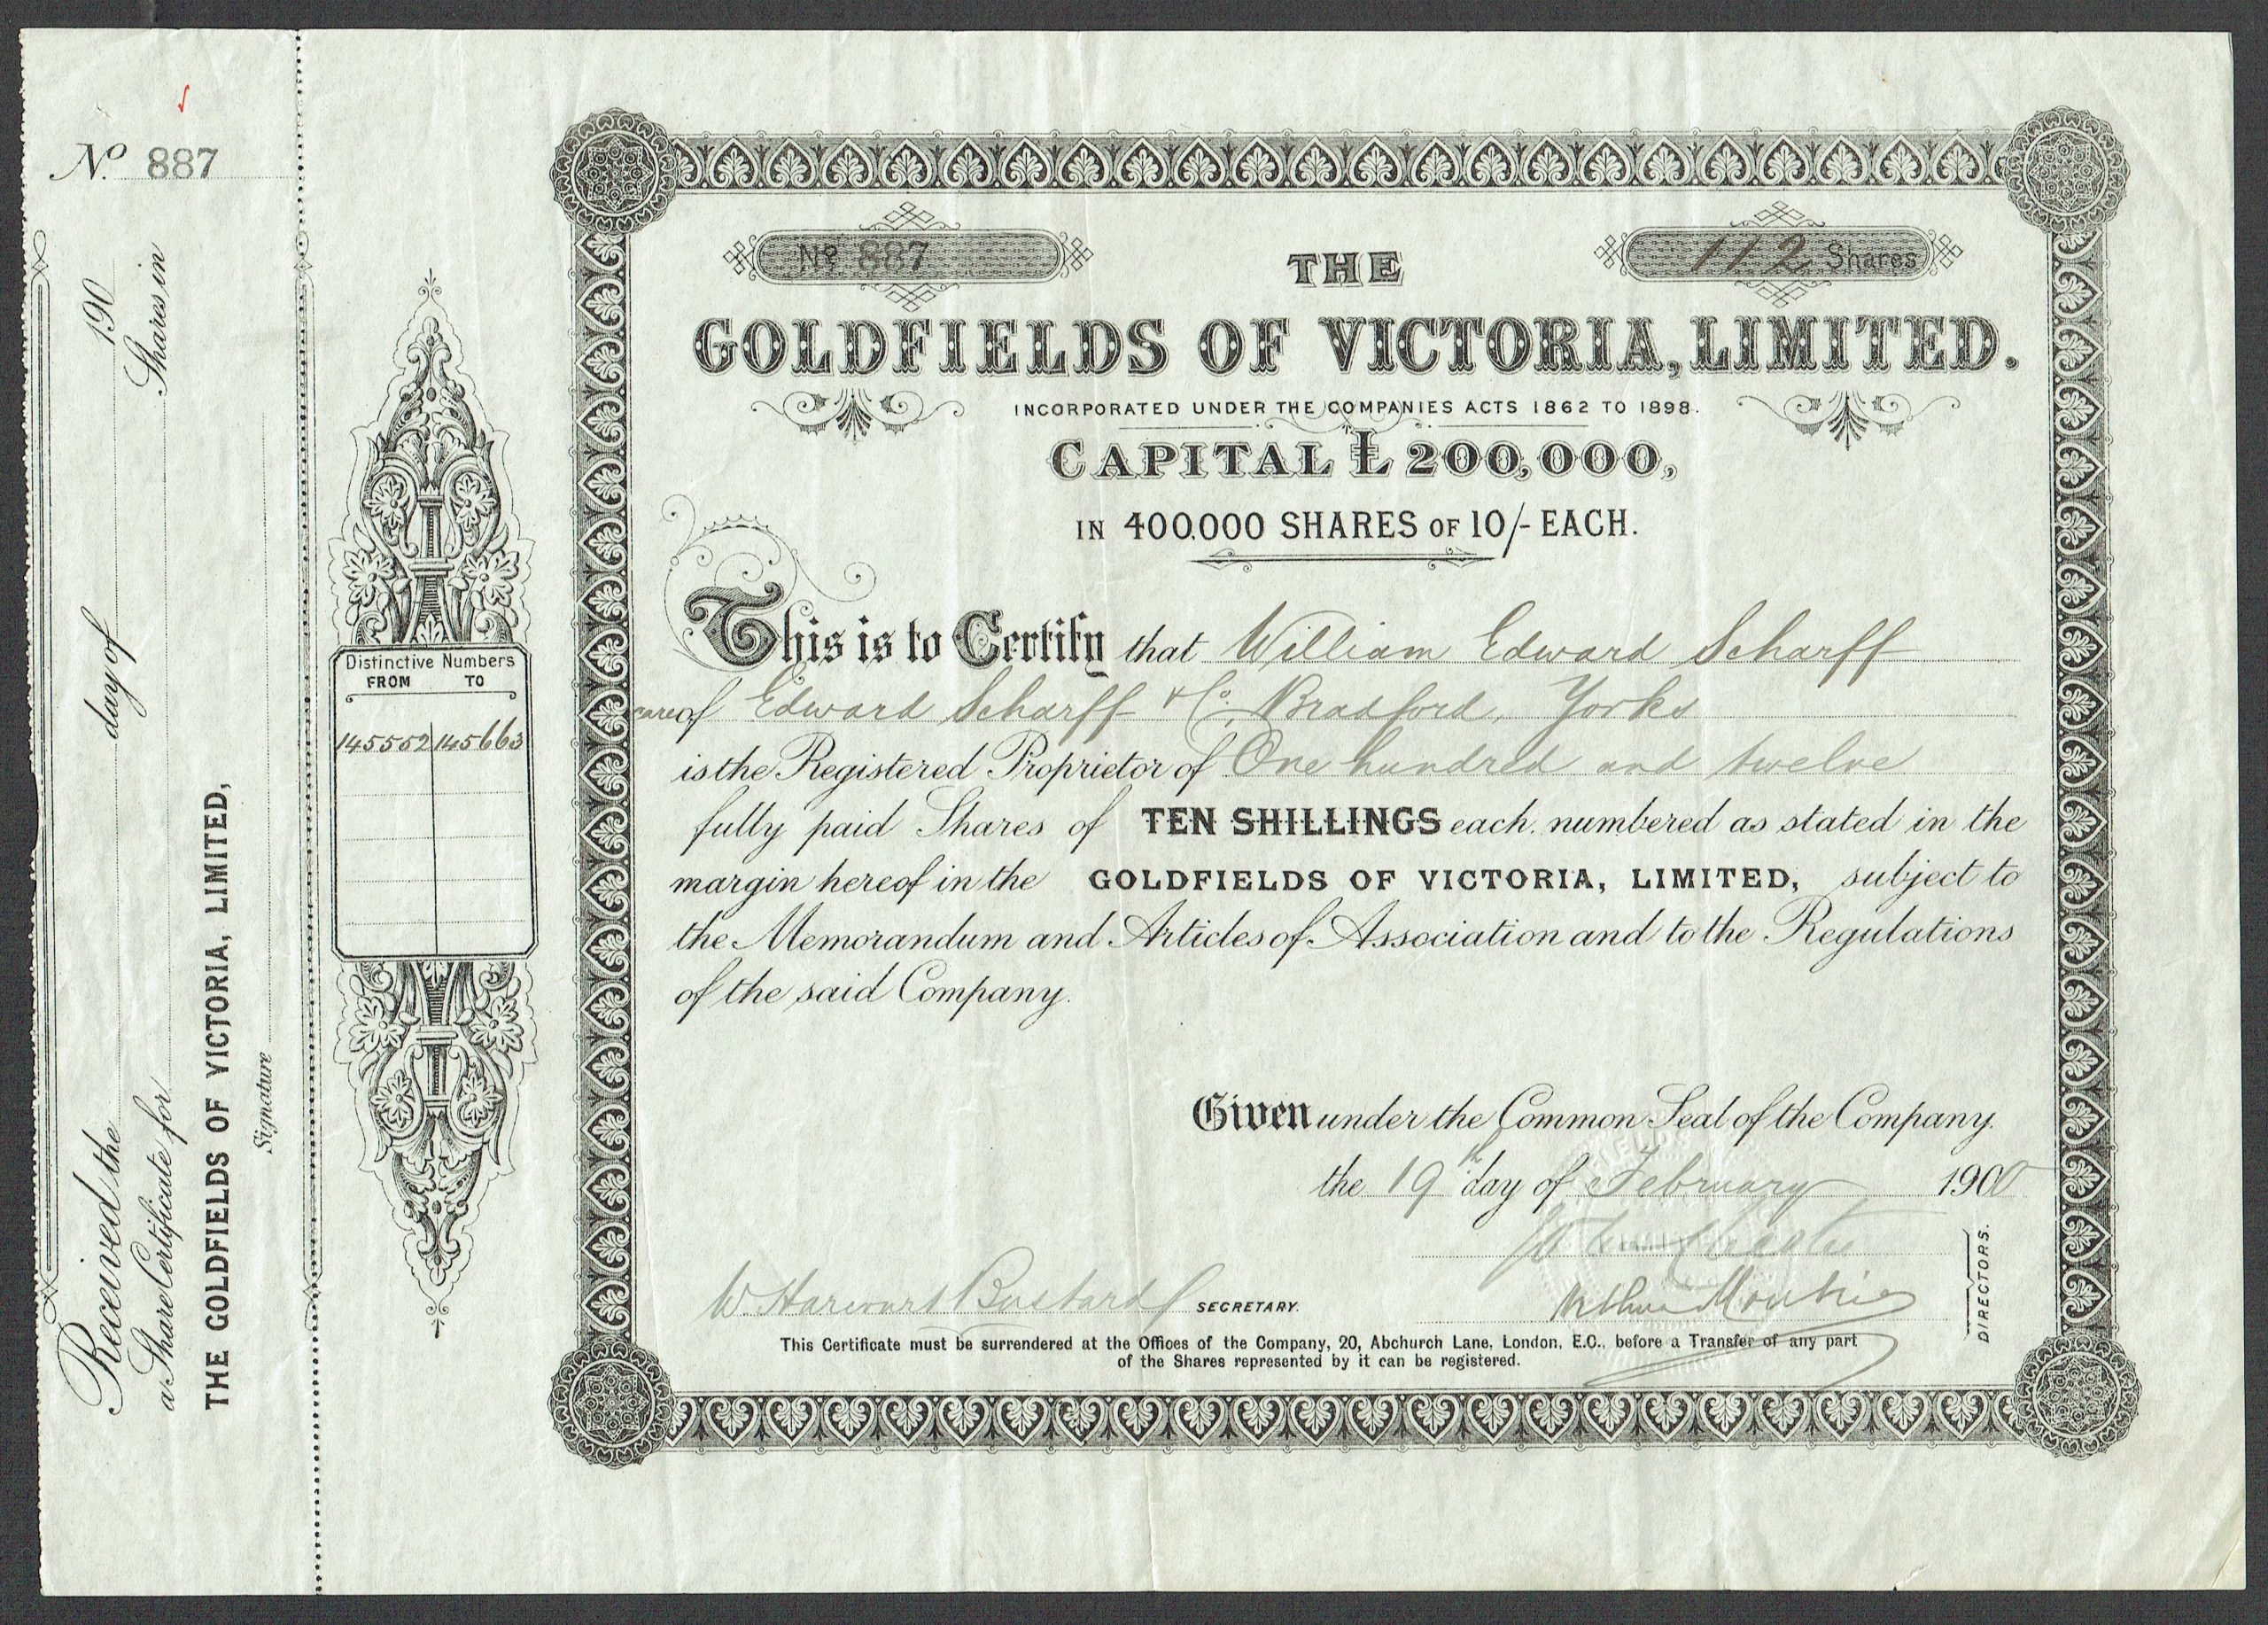 No. 887
Received the day of 190
a Share Certificate for Shares in
THE GOLDFIELDS OF VICTORIA, LIMITED,
Signature
Distinctive Numbers
FROM TO
145552 145663
No 887
112 Shares
THE
GOLDFIELDS OF VICTORIA, LIMITED.
INCORPORATED UNDER THE COMPANIES ACTS 1862 TO 1898.
CAPITAL £200,000,
IN 400.000 SHARES OF 10/- EACH.
This is to Certify that William Edward Scharff
care of Edward Scharff & Co. Bradford, Yorks
is the Registered Proprietor of One hundred and twelve
fully paid Shares of TEN SHILLINGS each. numbered as stated in the
margin hereof in the GOLDFIELDS OF VICTORIA, LIMITED, subject to
the Memorandum and Articles of Association and to the Regulations
of the said Company.
Given under the Common Seal of the Company.
the 19th day of February 1900
DIRECTORS.
W. Bustard SECRETARY.
Arthur
This Certificate must be surrendered at the Offices of the Company, 20, Abchurch Lane, London, E.C., before a Transfer of any part
of the Shares represented by it can be registered.